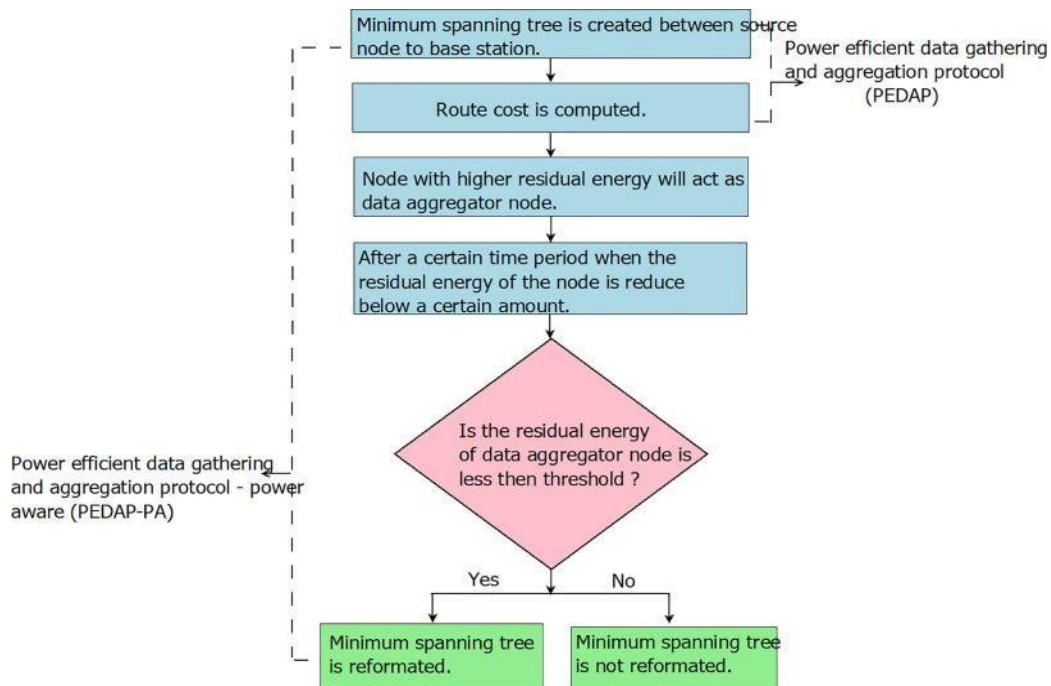 Minimum spanning tree is created between source
node to base station.
Power efficient data gathering
and aggregation protocol
(PEDAP)
Route cost is computed.
Node with higher residual energy will act as
data aggregator node.
After a certain time period when the
residual energy of the node is reduce
below a certain amount.
Is the residual energy
of data aggregator node is
less then threshold ?
Power efficient data gathering
and aggregation protocol - power
aware (PEDAP-PA)
Yes
No
Minimum spanning tree
is reformated.
Minimum spanning tree
is not reformated.